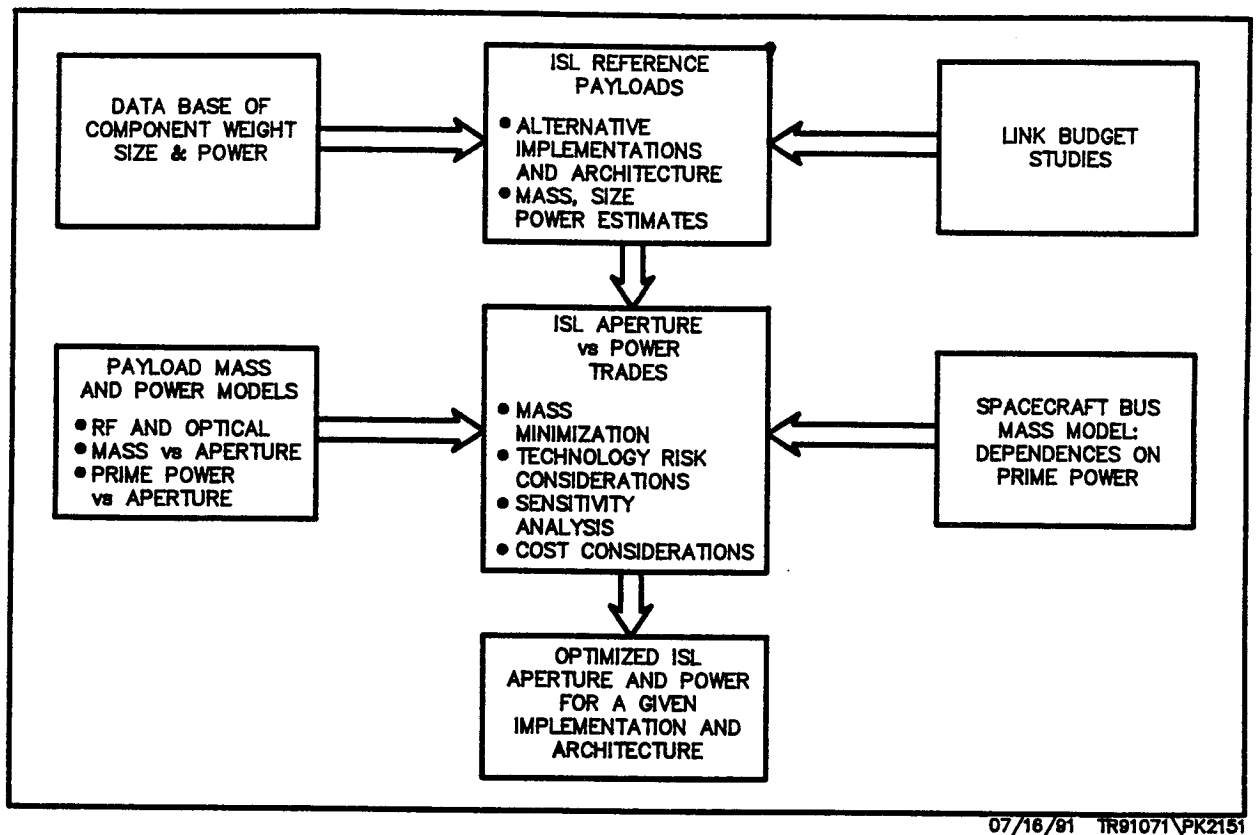 DATA BASE OF
COMPONENT WEIGHT
SIZE & POWER
ISL REFERENCE
PAYLOADS
• ALTERNATIVE
IMPLEMENTATIONS
AND ARCHITECTURE
• MASS, SIZE
POWER ESTIMATES
LINK BUDGET
STUDIES
PAYLOAD MASS
AND POWER MODELS
• RF AND OPTICAL
• MASS vs APERTURE
• PRIME POWER
vs APERTURE
ISL APERTURE
vs POWER
TRADES
• MASS
MINIMIZATION
• TECHNOLOGY RISK
CONSIDERATIONS
• SENSITIVITY
ANALYSIS
• COST CONSIDERATIONS
SPACECRAFT BUS
MASS MODEL:
DEPENDENCES ON
PRIME POWER
OPTIMIZED ISL
APERTURE AND POWER
FOR A GIVEN
IMPLEMENTATION AND
ARCHITECTURE
07/16/91 TR91071\PK2151